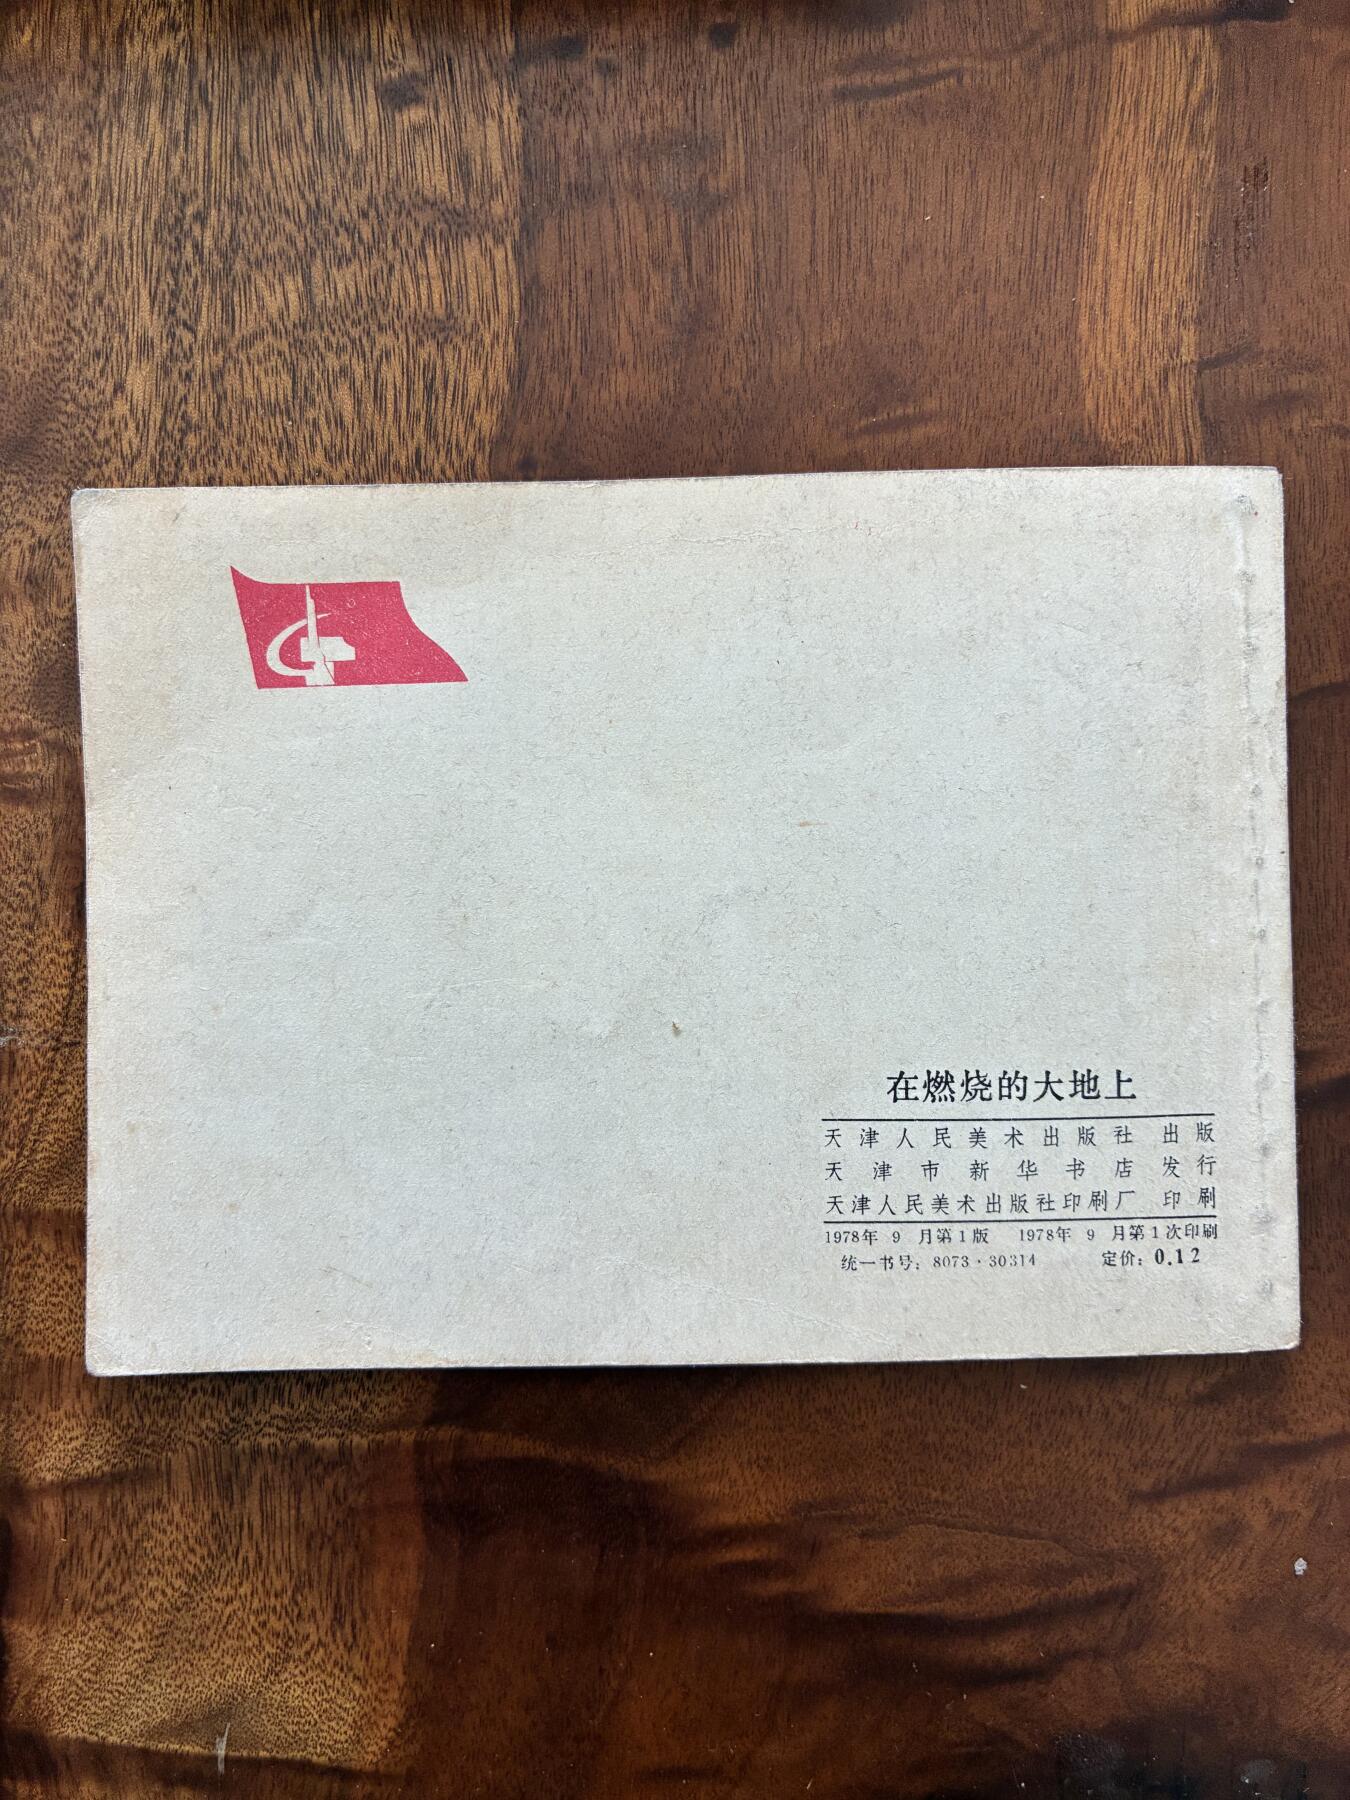 在燃烧的大地上
天津人民美术出版社 出版
天津市新华书店 发行
天津人民美术出版社印刷厂 印刷
1978年 9 月第1版 1978年 9 月第1次印刷
统一书号：8073·30314 定价：0.12